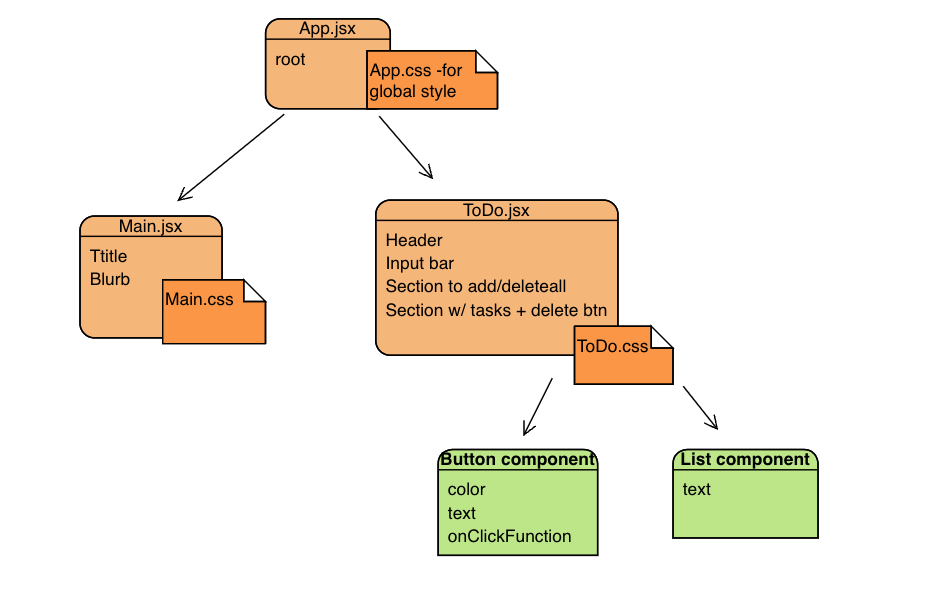 App.jsx
root
App.css -for
global style
Main.jsx
Ttitle
Blurb
Main.css
ToDo.jsx
Header
Input bar
Section to add/deleteall
Section w/ tasks + delete btn
ToDo.css
Button component
color
text
onClickFunction
List component
text